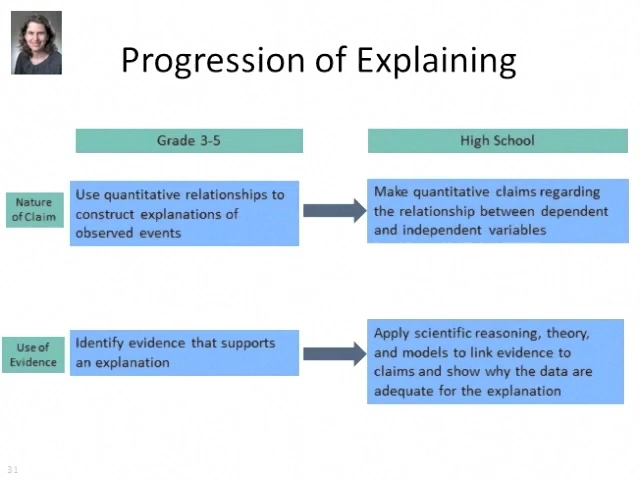 Progression of Explaining
Grade 3-5
High School
Nature
of Claim
Use quantitative relationships to
construct explanations of
observed events
Make quantitative claims regarding
the relationship between dependent
and independent variables
Use of
Evidence
Identify evidence that supports
an explanation
Apply scientific reasoning, theory,
and models to link evidence to
claims and show why the data are
adequate for the explanation
31